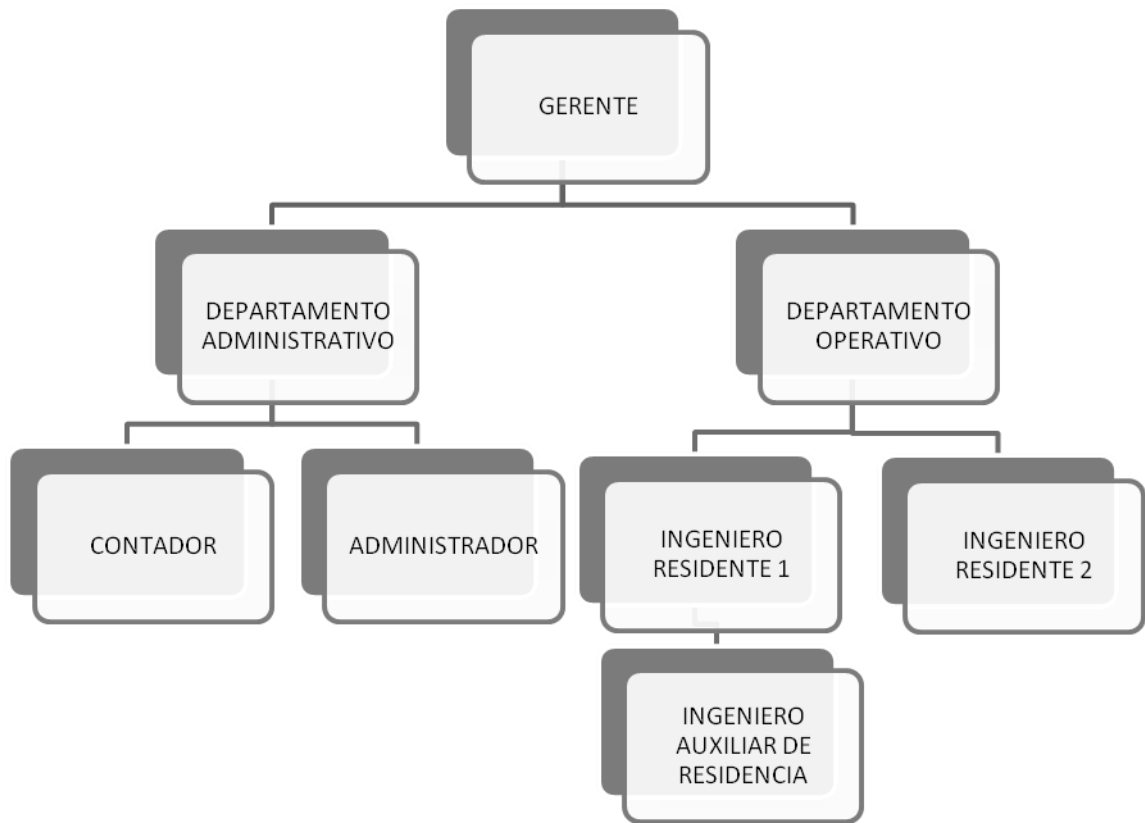 GERENTE
DEPARTAMENTO
ADMINISTRATIVO
DEPARTAMENTO
OPERATIVO
CONTADOR
ADMINISTRADOR
INGENIERO
RESIDENTE 1
INGENIERO
RESIDENTE 2
INGENIERO
AUXILIAR DE
RESIDENCIA